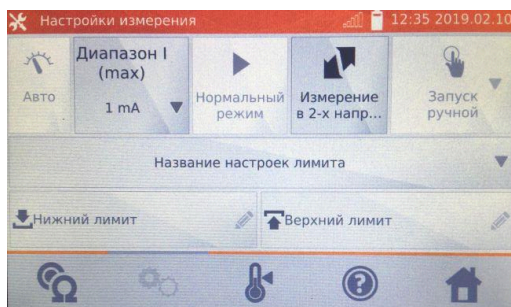 Настройки измерения
12:35 2019.02.10
Авто
Диапазон I
(max)
1 mA
Нормальный
режим
Измерение
в 2-х напр...
Запуск
ручной
Название настроек лимита
Нижний лимит
Верхний лимит